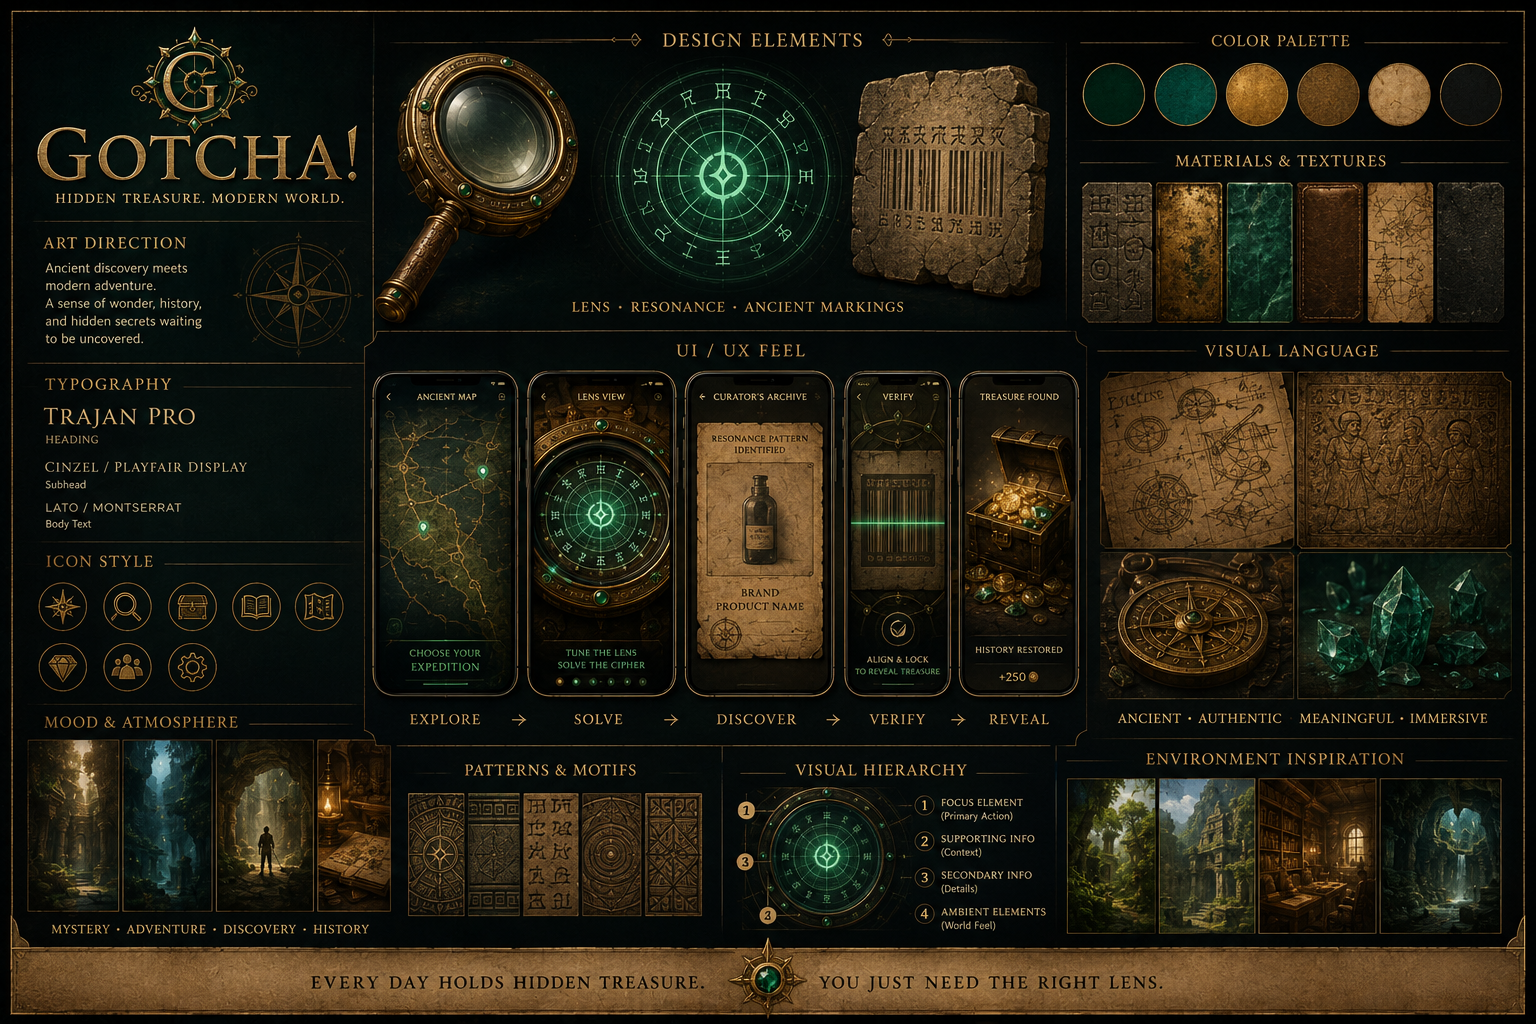 G
GOTCHA!
HIDDEN TREASURE. MODERN WORLD.
ART DIRECTION
Ancient discovery meets
modern adventure.
A sense of wonder, history,
and hidden secrets waiting
to be uncovered.
TYPOGRAPHY
TRAJAN PRO
HEADING
CINZEL / PLAYFAIR DISPLAY
Subhead
LATO / MONTSERRAT
Body Text
ICON STYLE
MOOD & ATMOSPHERE
MYSTERY • ADVENTURE • DISCOVERY • HISTORY
DESIGN ELEMENTS
LENS • RESONANCE • ANCIENT MARKINGS
UI / UX FEEL
ANCIENT MAP
CHOOSE YOUR
EXPEDITION
LENS VIEW
TUNE THE LENS
SOLVE THE CIPHER
CURATOR'S ARCHIVE
RESONANCE PATTERN
IDENTIFIED
BRAND
PRODUCT NAME
VERIFY
ALIGN & LOCK
TO REVEAL TREASURE
TREASURE FOUND
HISTORY RESTORED
+250
EXPLORE → SOLVE → DISCOVER → VERIFY → REVEAL
PATTERNS & MOTIFS
VISUAL HIERARCHY
1
3
3
1 FOCUS ELEMENT
(Primary Action)
2 SUPPORTING INFO
(Context)
3 SECONDARY INFO
(Details)
4 AMBIENT ELEMENTS
(World Feel)
COLOR PALETTE
MATERIALS & TEXTURES
VISUAL LANGUAGE
ANCIENT • AUTHENTIC MEANINGFUL • IMMERSIVE
ENVIRONMENT INSPIRATION
EVERY DAY HOLDS HIDDEN TREASURE. YOU JUST NEED THE RIGHT LENS.